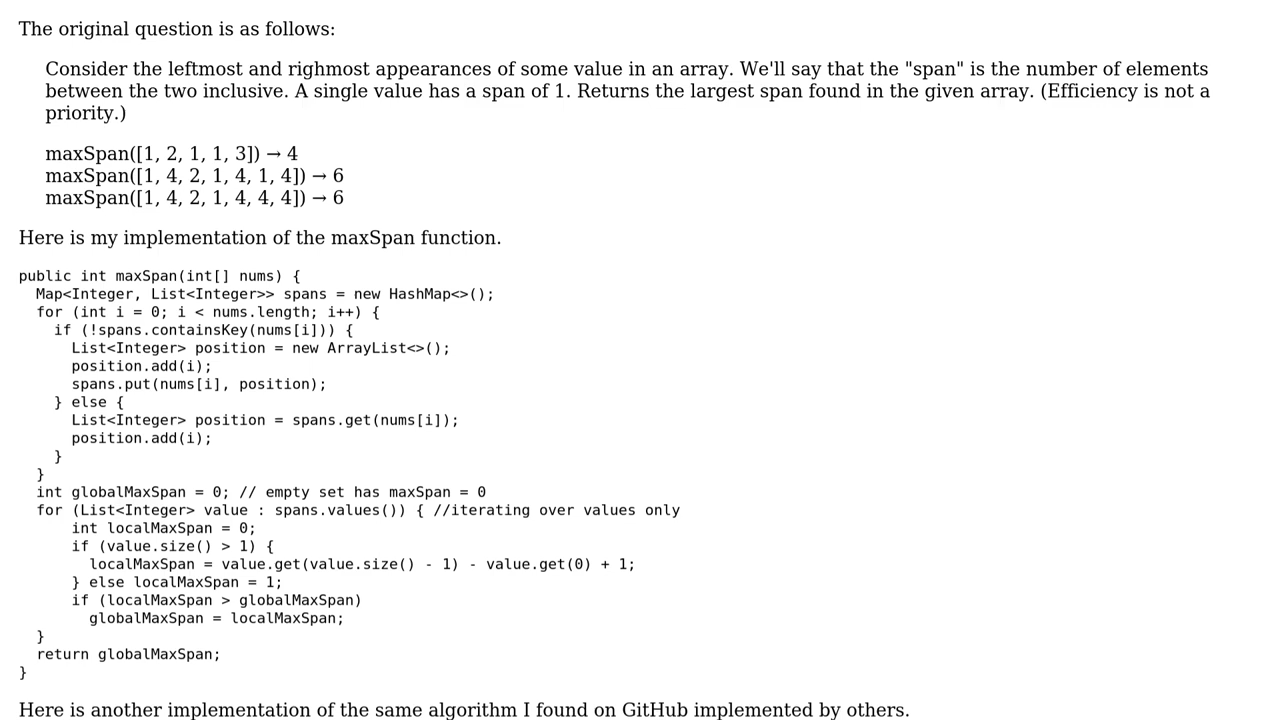 The original question is as follows:
Consider the leftmost and righmost appearances of some value in an array. We'll say that the "span" is the number of elements
between the two inclusive. A single value has a span of 1. Returns the largest span found in the given array. (Efficiency is not a
priority.)
maxSpan([1, 2, 1, 1, 3]) → 4
maxSpan([1, 4, 2, 1, 4, 1, 4]) → 6
maxSpan([1, 4, 2, 1, 4, 4, 4]) → 6
Here is my implementation of the maxSpan function.
public int maxSpan(int[] nums) {
  Map<Integer, List<Integer>> spans = new HashMap<>();
  for (int i = 0; i < nums.length; i++) {
    if (!spans.containsKey(nums[i])) {
      List<Integer> position = new ArrayList<>();
      position.add(i);
      spans.put(nums[i], position);
    } else {
      List<Integer> position = spans.get(nums[i]);
      position.add(i);
    }
  }
  int globalMaxSpan = 0; // empty set has maxSpan = 0
  for (List<Integer> value : spans.values()) { //iterating over values only
      int localMaxSpan = 0;
      if (value.size() > 1) {
        localMaxSpan = value.get(value.size() - 1) - value.get(0) + 1;
      } else localMaxSpan = 1;
      if (localMaxSpan > globalMaxSpan)
        globalMaxSpan = localMaxSpan;
  }
  return globalMaxSpan;
}
Here is another implementation of the same algorithm I found on GitHub implemented by others.